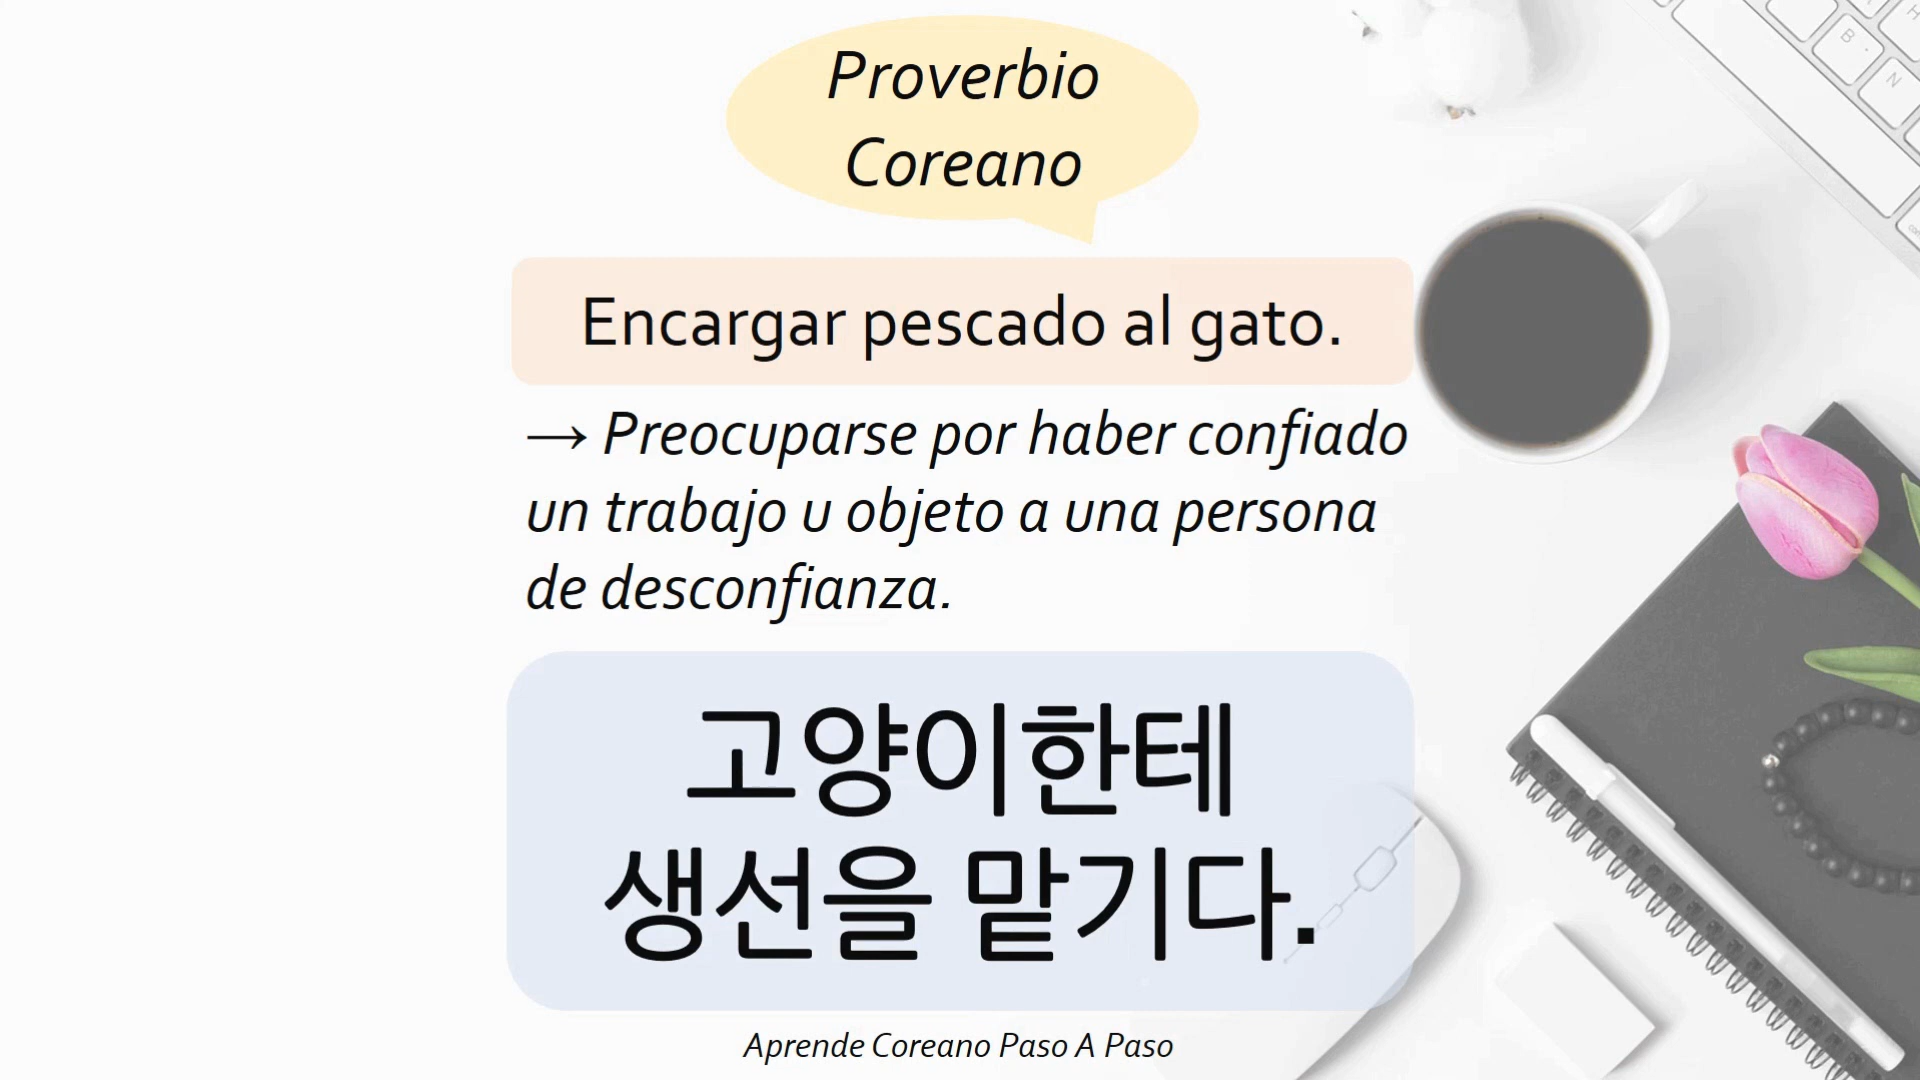 Proverbio
Coreano
Encargar pescado al gato.
→ Preocuparse por haber confiado
un trabajo u objeto a una persona
de desconfianza.
고양이한테
생선을 맡기다.
Aprende Coreano Paso A Paso